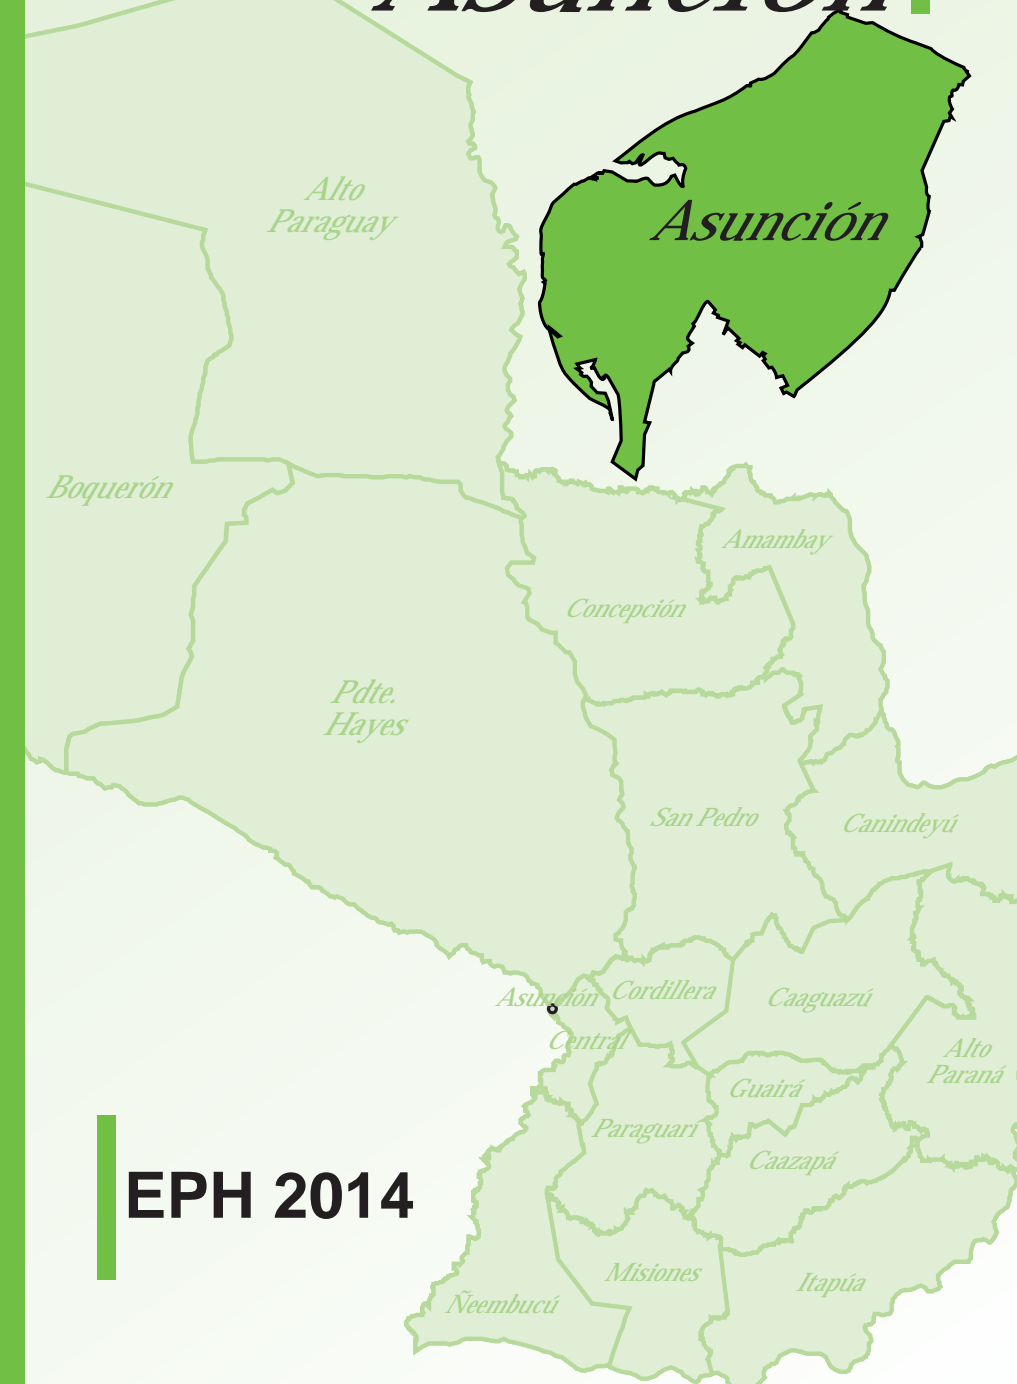 Asunción
Alto
Paraguay
Asunción
Boquerón
Amambay
Concepción
Pdte.
Hayes
San Pedro
Canindeyú
Asunción
Cordillera
Caaguazú
Central
Alto
Paraná
Guairá
Paraguarí
Caazapá
EPH 2014
Misiones
Itapúa
Ñeembucú